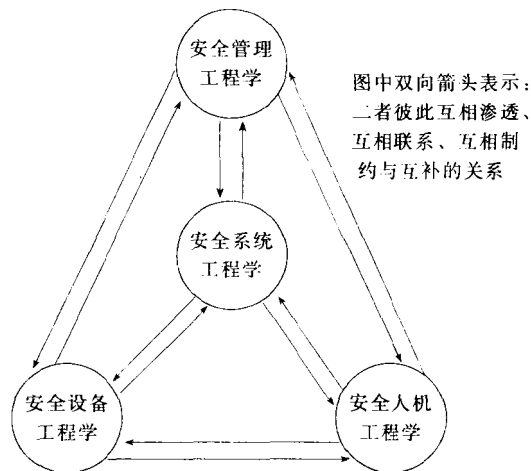 安全管理
工程学
图中双向箭头表示：
二者彼此互相渗透、
互相联系、互相制
约与互补的关系
安全系统
工程学
安全设备
工程学
安全人机
工程学